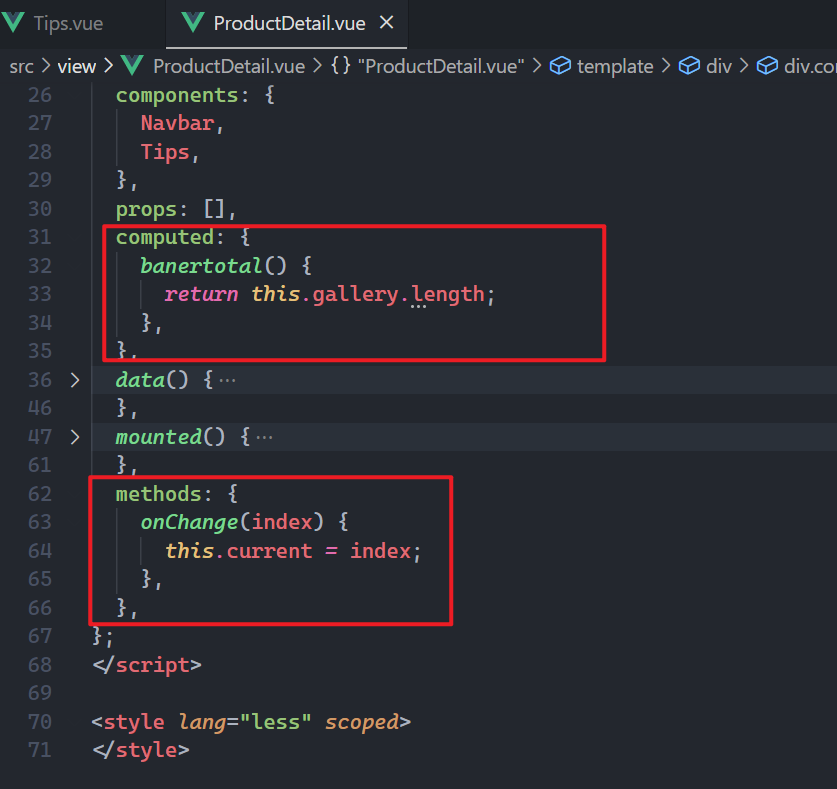 Tips.vue
ProductDetail.vue
src > view > ProductDetail.vue > {} "ProductDetail.vue" > template > div > div.co
26 components: {
27 Navbar,
28 Tips,
29 },
30 props: [],
31 computed: {
32 banertotal() {
33 return this.gallery.length;
34 },
35 },
36 data() {···
46 },
47 mounted() {···
61 },
62 methods: {
63 onChange(index) {
64 this.current = index;
65 },
66 },
67 };
68 </script>
69
70 <style lang="less" scoped>
71 </style>